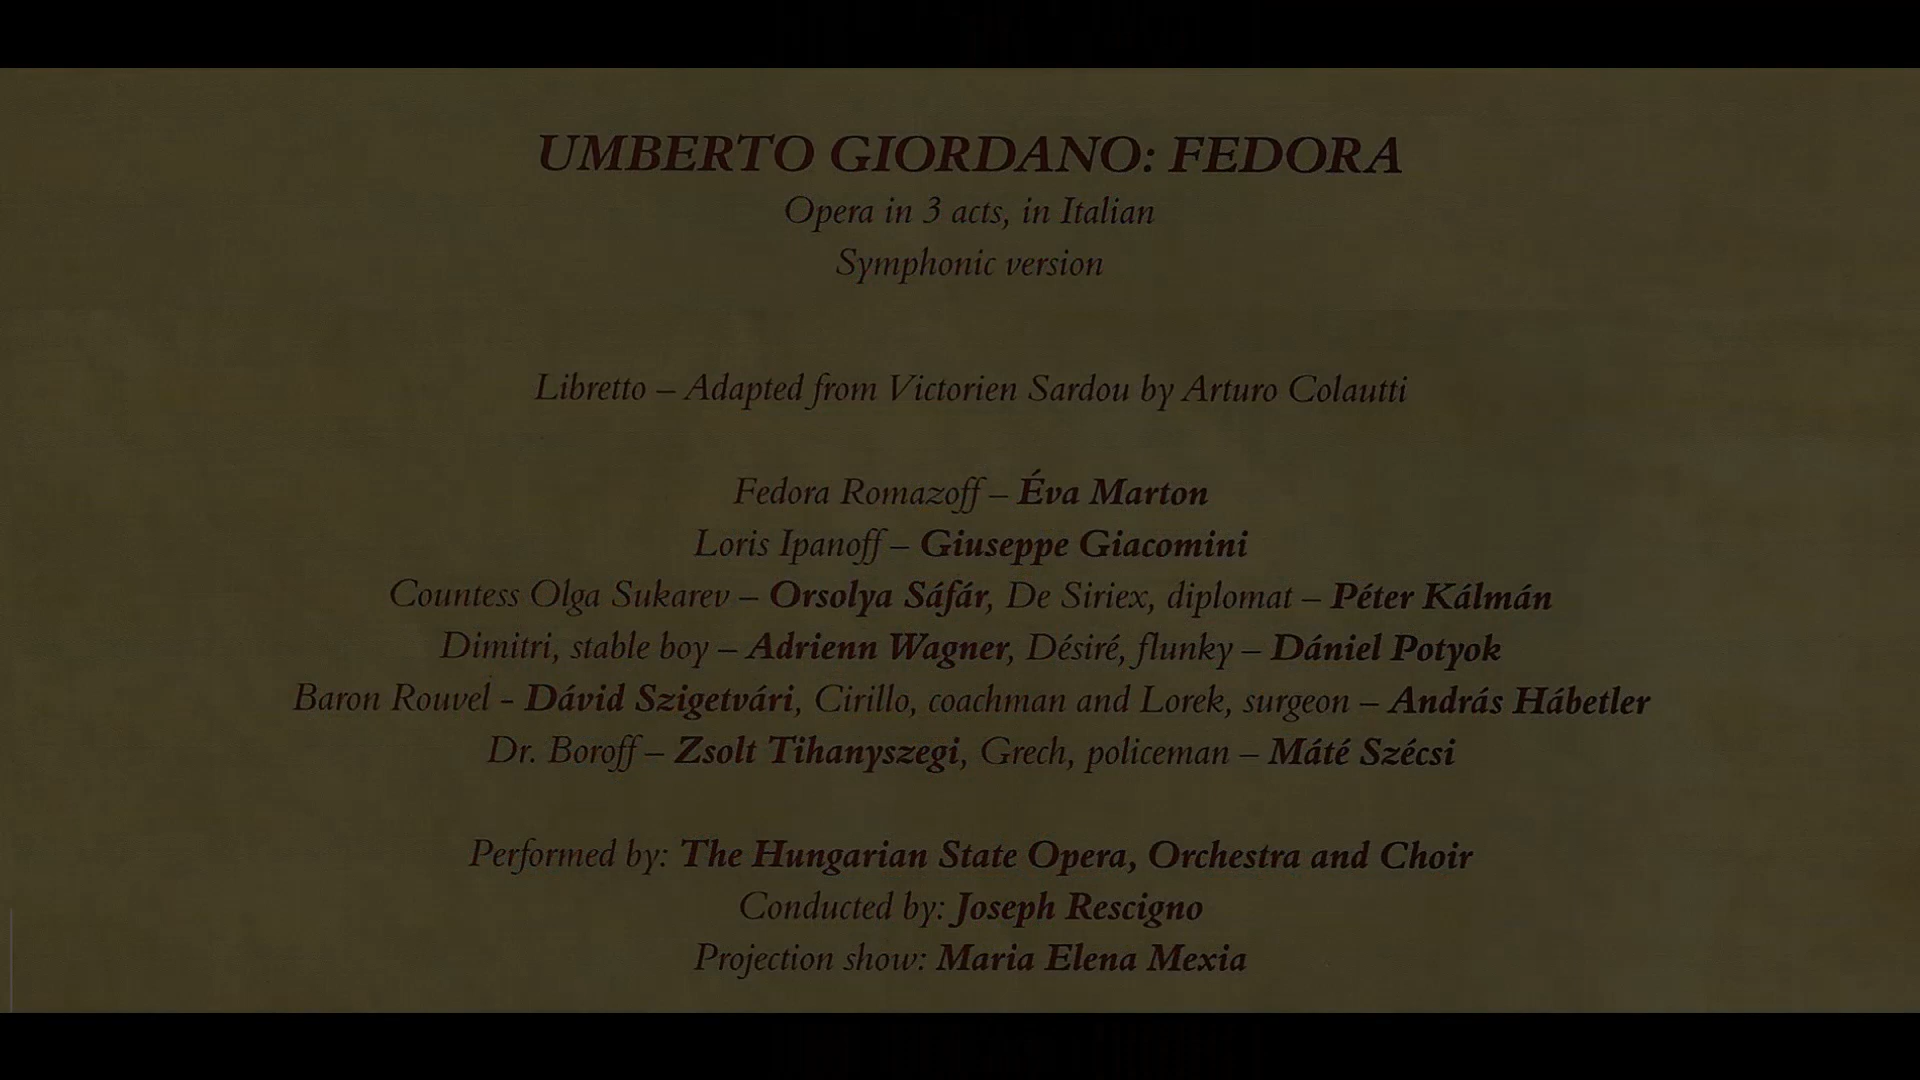 UMBERTO GIORDANO: FEDORA
Opera in 3 acts, in Italian
Symphonic version
Libretto – Adapted from Victorien Sardou by Arturo Colautti
Fedora Romazoff – Éva Marton
Loris Ipanoff – Giuseppe Giacomini
Countess Olga Sukarev – Orsolya Sáfár, De Siriex, diplomat – Péter Kálmán
Dimitri, stable boy – Adrienn Wagner, Désiré, flunky – Dániel Potyok
Baron Rouvel - Dávid Szigetvári, Cirillo, coachman and Lorek, surgeon – András Hábetler
Dr. Boroff – Zsolt Tihanyszegi, Grech, policeman – Máté Szécsi
Performed by: The Hungarian State Opera, Orchestra and Choir
Conducted by: Joseph Rescigno
Projection show: Maria Elena Mexia